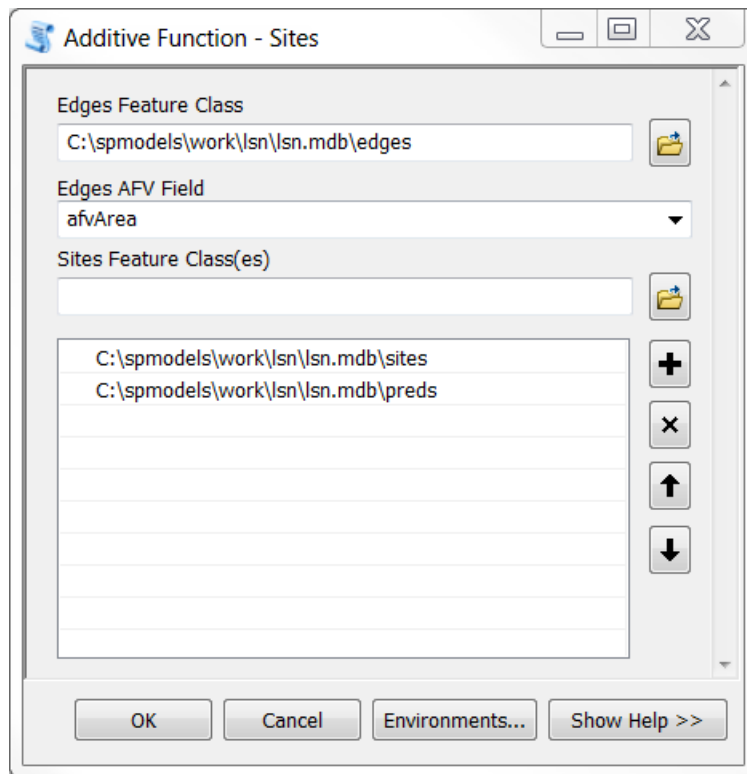 Additive Function - Sites
Edges Feature Class
C:\spmodels\work\lsn\lsn.mdb\edges
Edges AFV Field
afvArea
Sites Feature Class(es)
C:\spmodels\work\lsn\lsn.mdb\sites
C:\spmodels\work\lsn\lsn.mdb\preds
OK Cancel Environments... Show Help >>